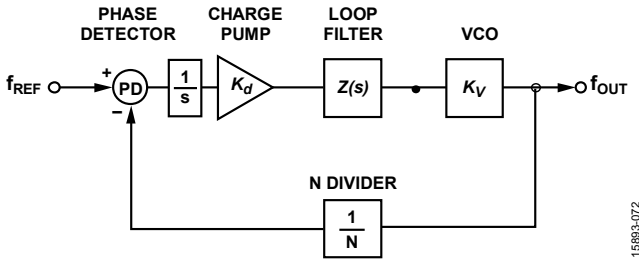 PHASE DETECTOR
CHARGE PUMP
LOOP FILTER
VCO
fREF
+
−
PD
1
s
Kd
Z(s)
KV
fOUT
N DIVIDER
1
N
15893-072